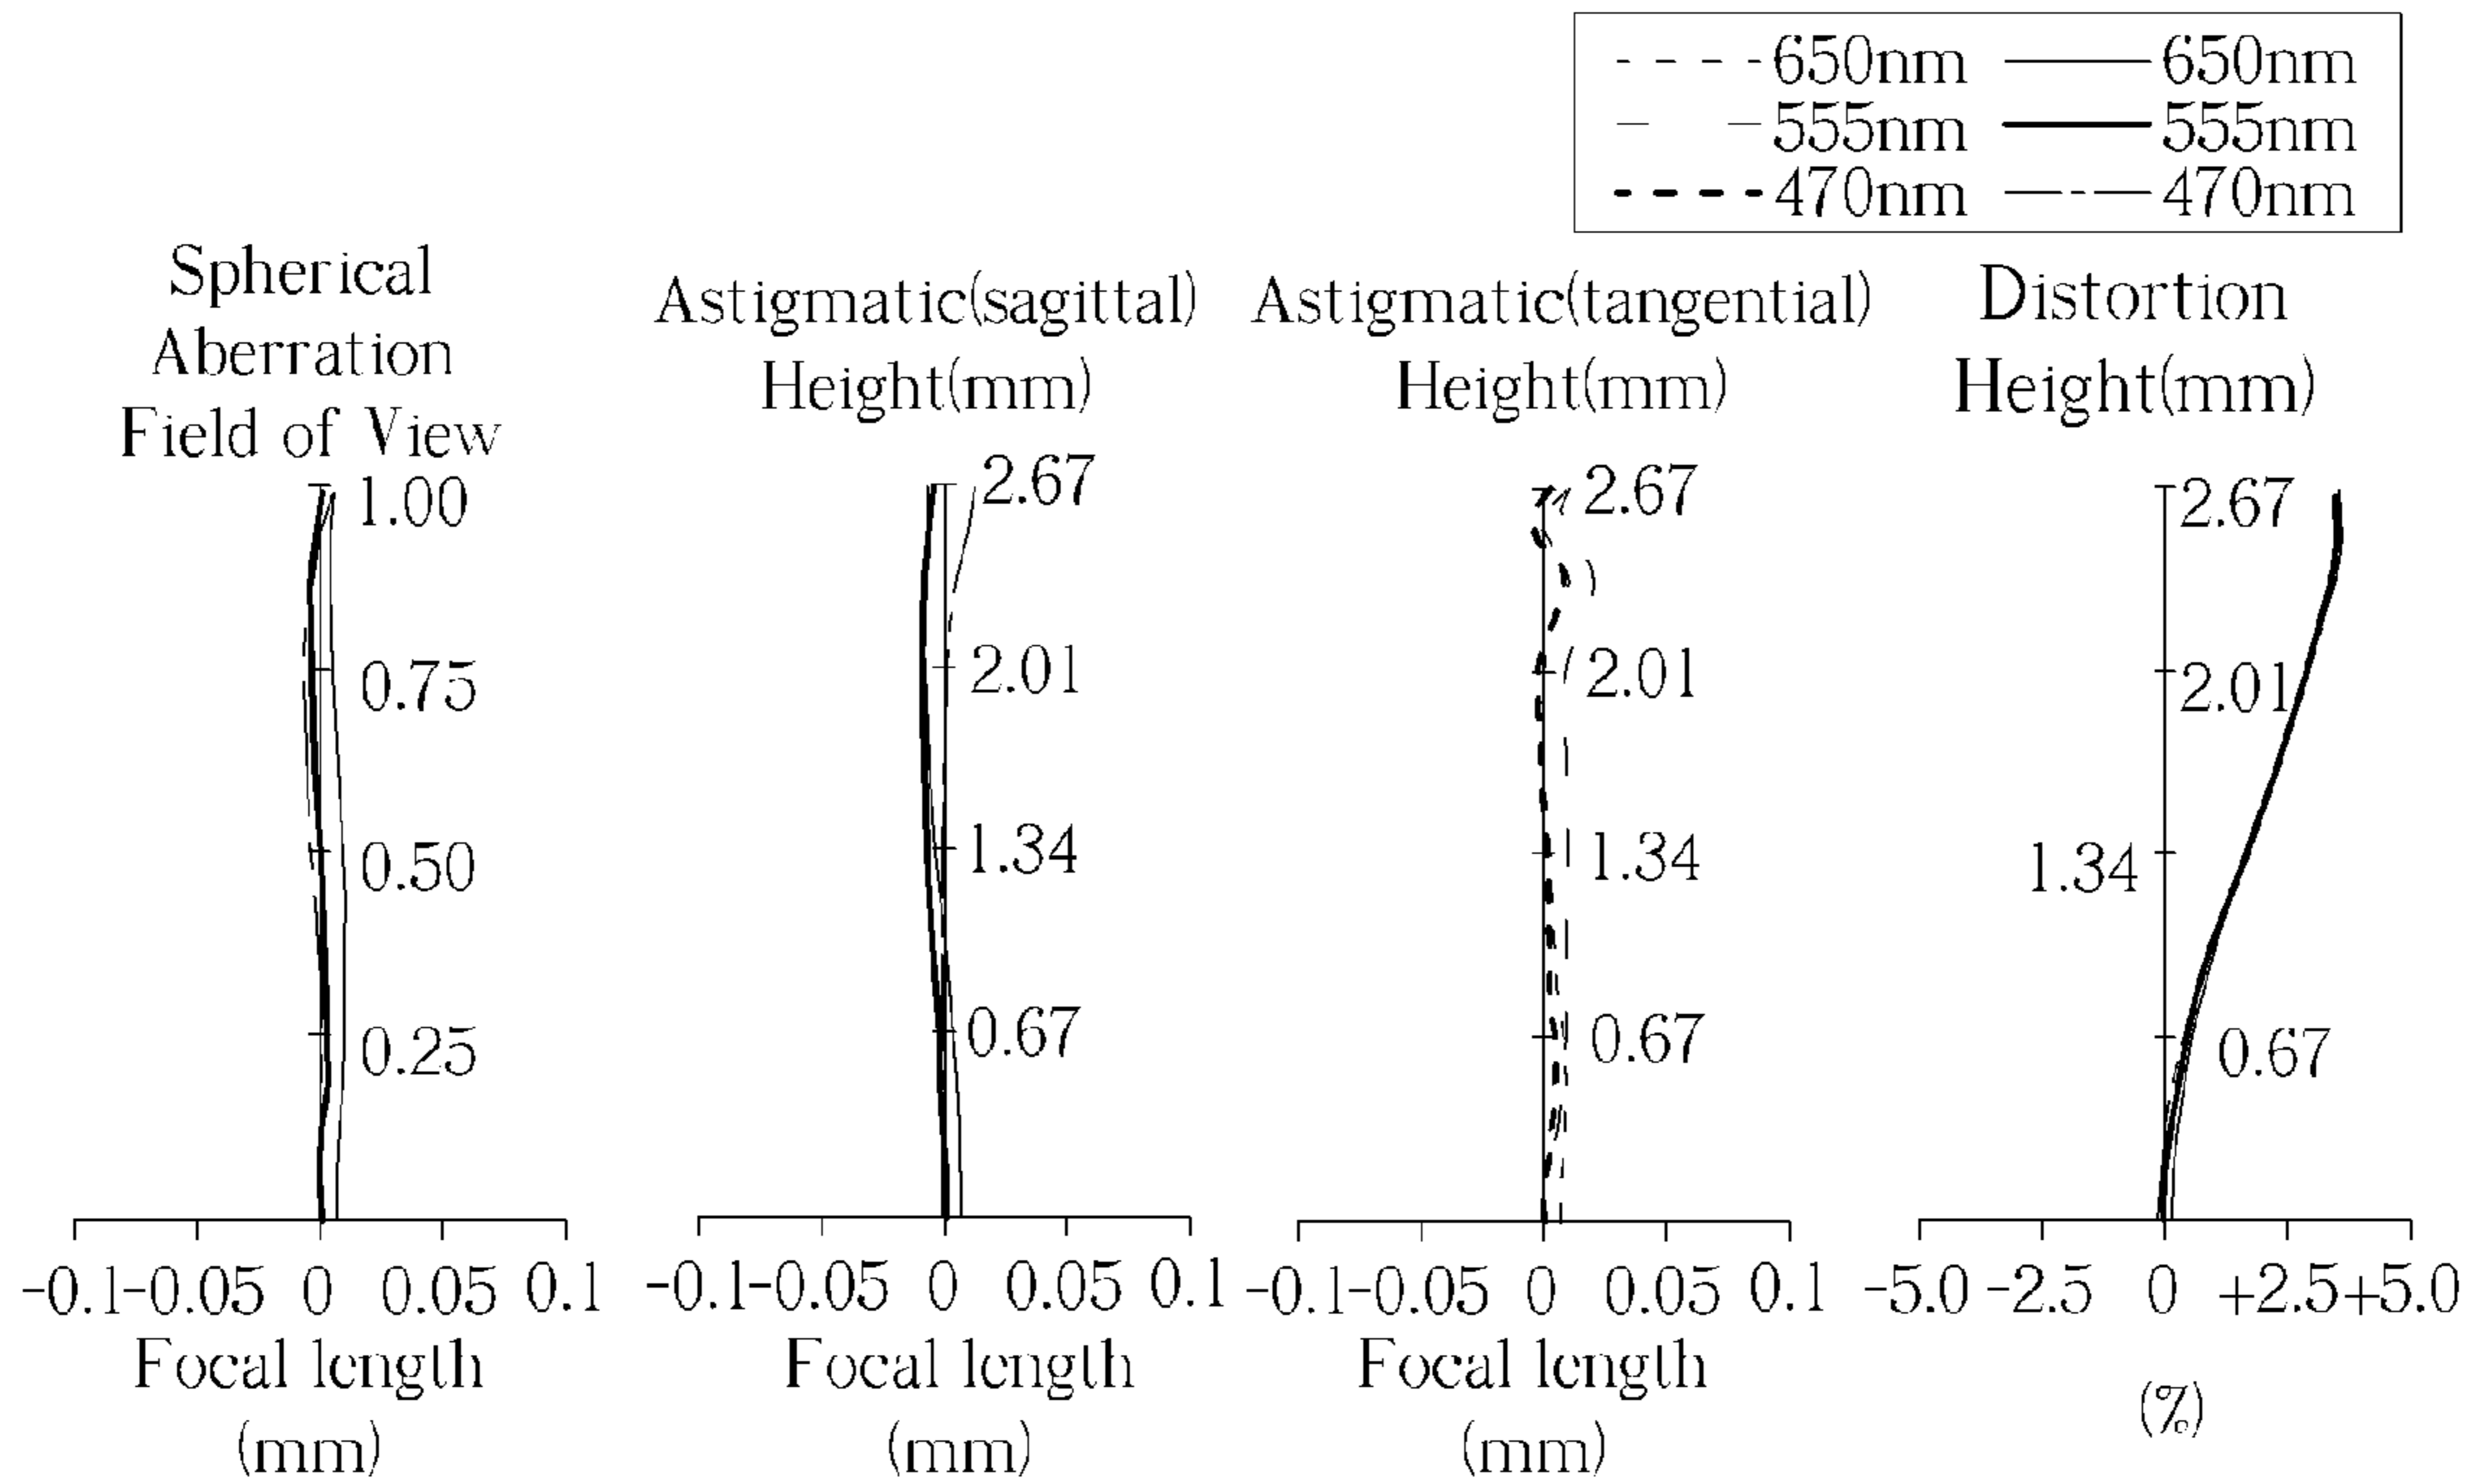 650nm 650nm
555nm 555nm
470nm 470nm
Spherical
Aberration
Field of View
1.00
0.75
0.50
0.25
-0.1 -0.05 0 0.05 0.1
Focal length
(mm)
Astigmatic(sagittal)
Height(mm)
2.67
2.01
1.34
0.67
-0.1 -0.05 0 0.05 0.1
Focal length
(mm)
Astigmatic(tangential)
Height(mm)
2.67
2.01
1.34
0.67
-0.1 -0.05 0 0.05 0.1
Focal length
(mm)
Distortion
Height(mm)
2.67
2.01
1.34
0.67
-5.0 -2.5 0 +2.5 +5.0
(%)